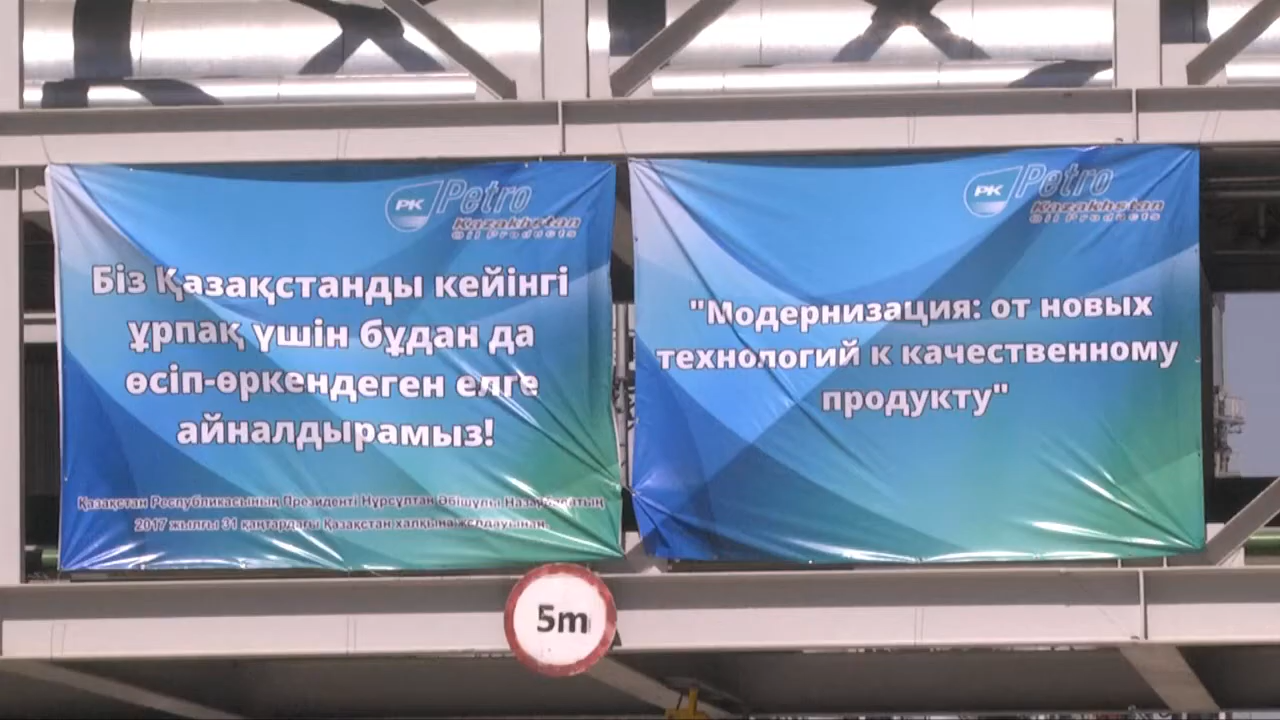 PK Petro
Kazakhstan
Oil Products
Біз Қазақстанды кейінгі
ұрпақ үшін бұдан да
өсіп-өркендеген елге
айналдырамыз!
Қазақстан Республикасының Президенті Нұрсұлтан Әбішұлы Назарбаевтың
2017 жылғы 31 қаңтардағы Қазақстан халқына жолдауынан.
PK Petro
Kazakhstan
Oil Products
"Модернизация: от новых
технологий к качественному
продукту"
5m